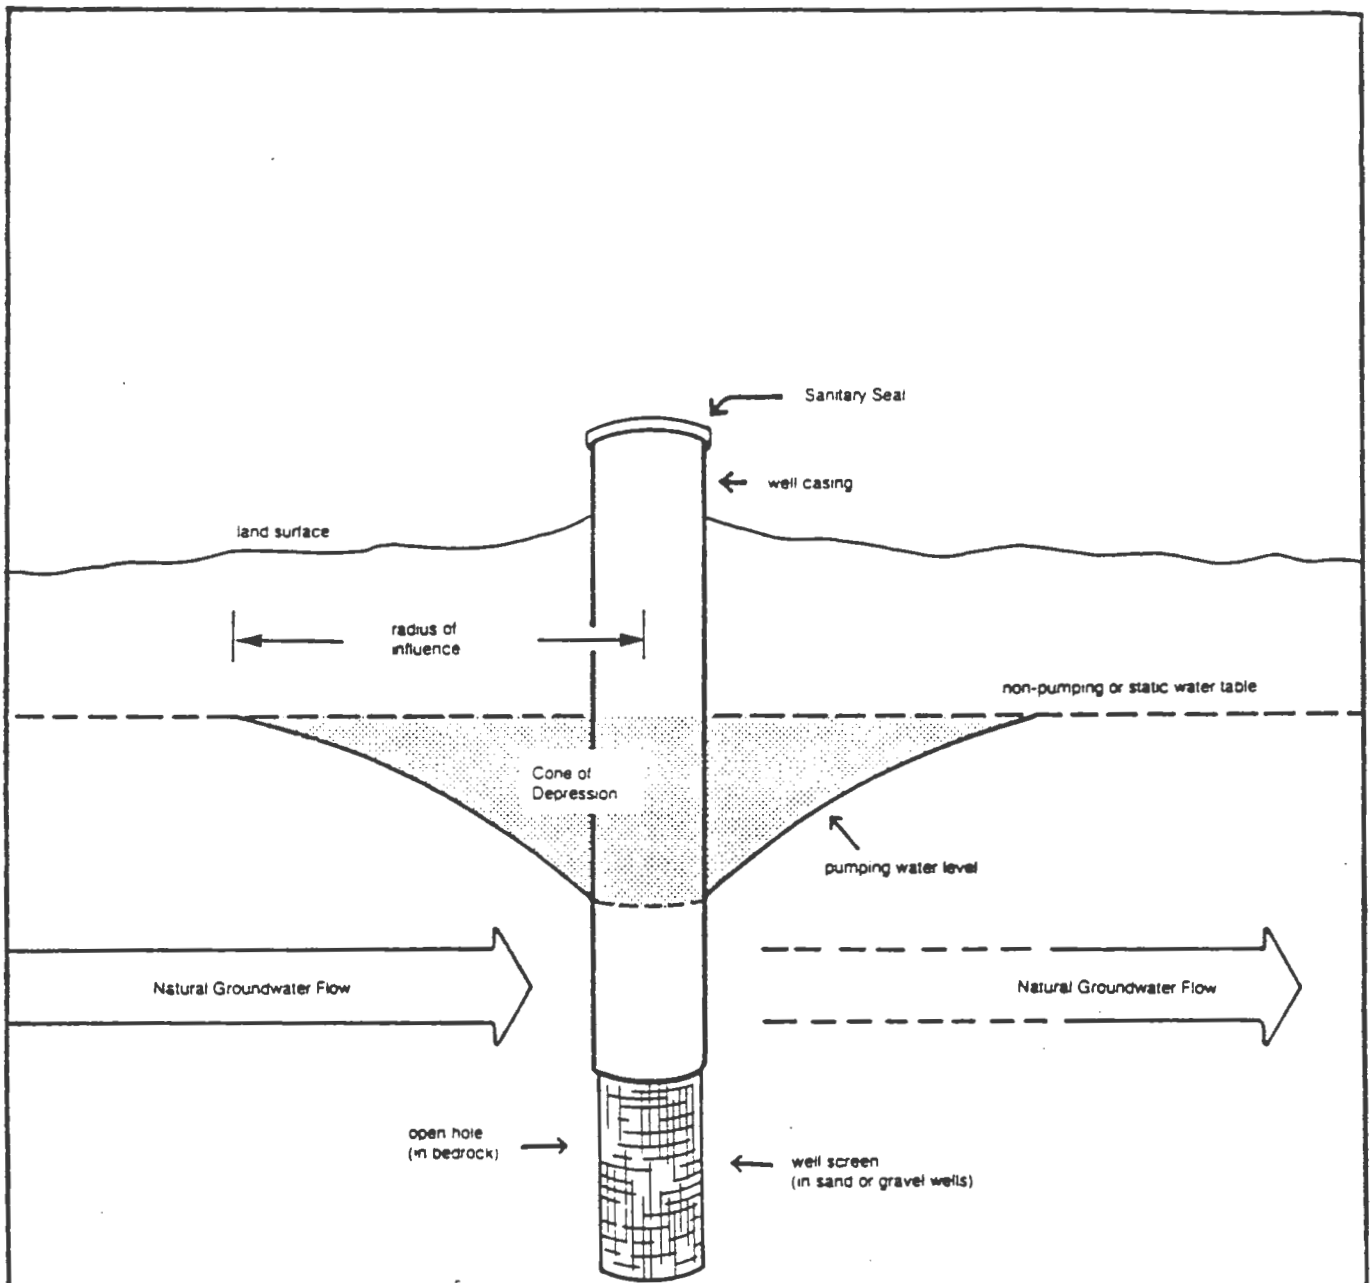 Sanitary Seal
well casing
land surface
radius of
influence
non-pumping or static water table
Cone of
Depression
pumping water level
Natural Groundwater Flow
Natural Groundwater Flow
open hole
(in bedrock)
well screen
(in sand or gravel wells)